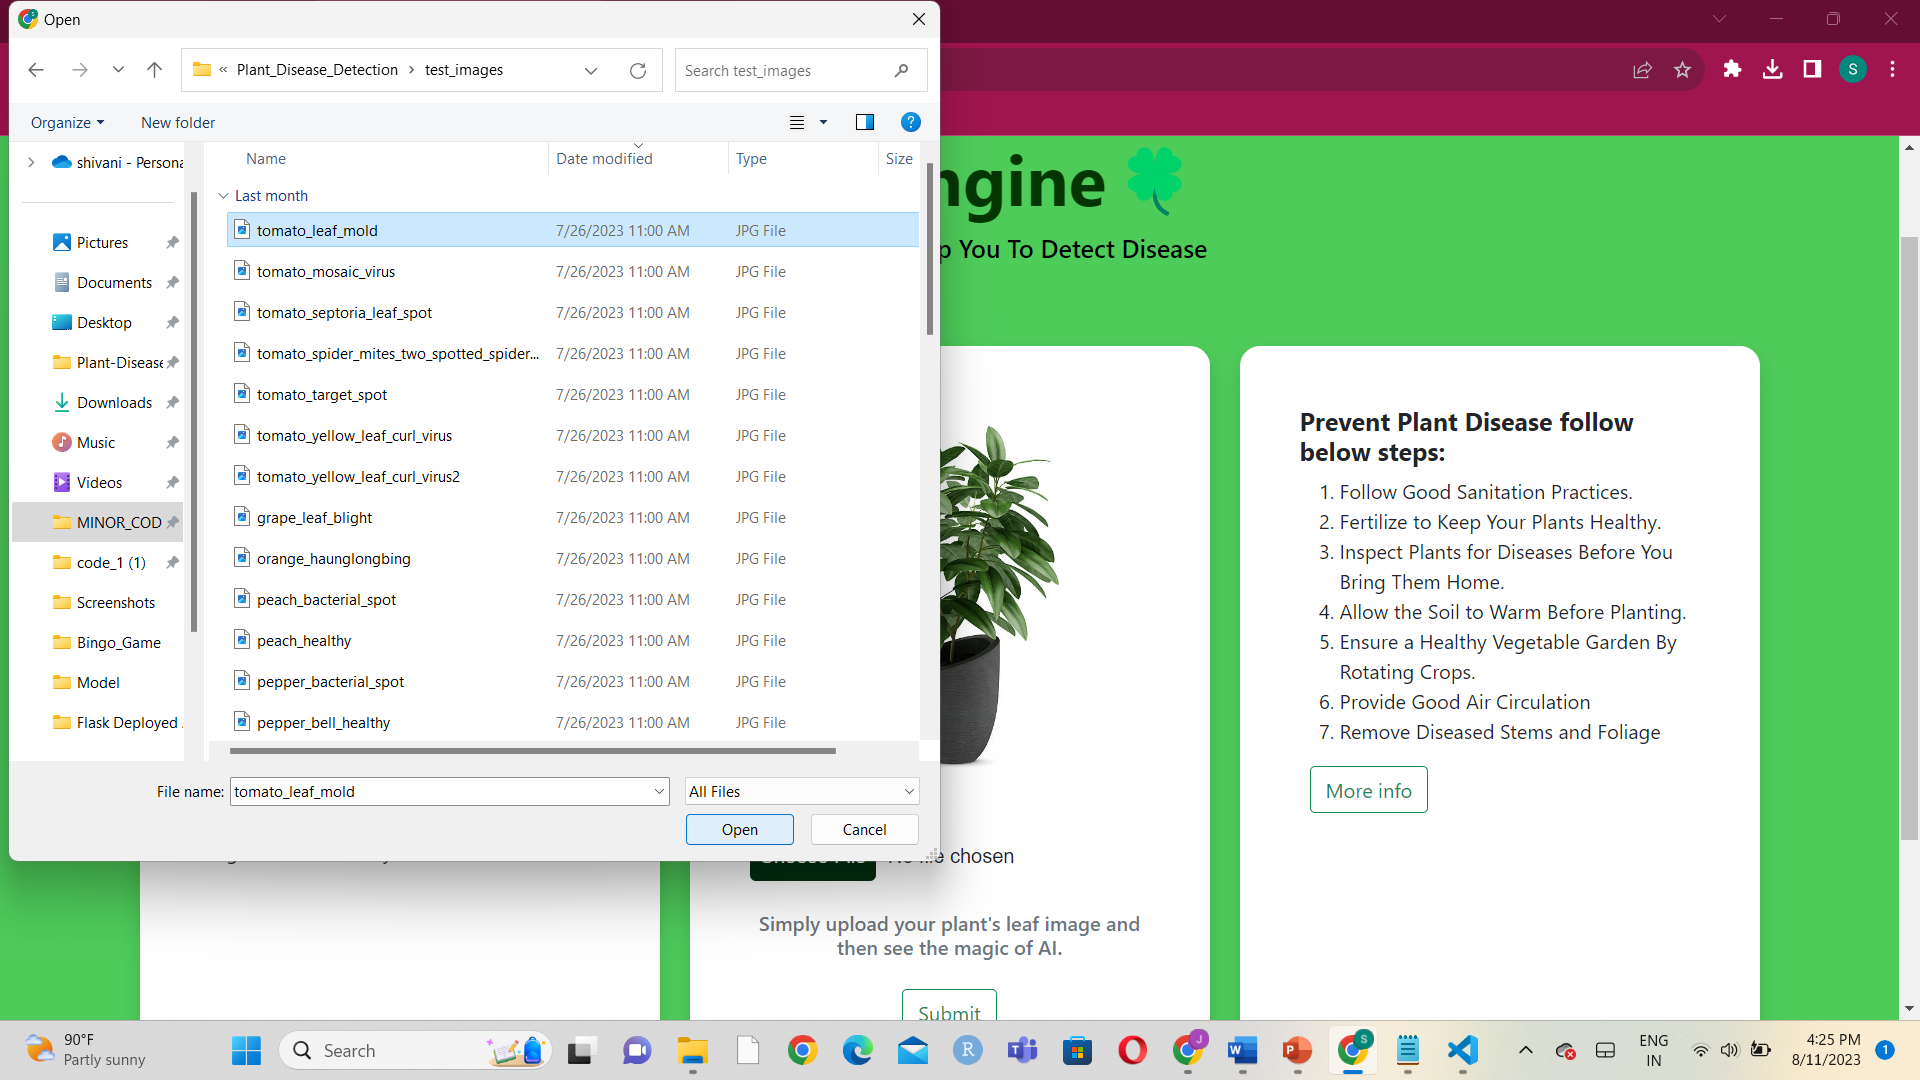 Open
« Plant_Disease_Detection > test_images
Search test_images
Organize
New folder
?
shivani - Persona
Pictures
Documents
Desktop
Plant-Disease
Downloads
Music
Videos
MINOR_COD
code_1 (1)
Screenshots
Bingo_Game
Model
Flask Deployed
Name Date modified Type Size
Last month
tomato_leaf_mold 7/26/2023 11:00 AM JPG File
tomato_mosaic_virus 7/26/2023 11:00 AM JPG File
tomato_septoria_leaf_spot 7/26/2023 11:00 AM JPG File
tomato_spider_mites_two_spotted_spider... 7/26/2023 11:00 AM JPG File
tomato_target_spot 7/26/2023 11:00 AM JPG File
tomato_yellow_leaf_curl_virus 7/26/2023 11:00 AM JPG File
tomato_yellow_leaf_curl_virus2 7/26/2023 11:00 AM JPG File
grape_leaf_blight 7/26/2023 11:00 AM JPG File
orange_haunglongbing 7/26/2023 11:00 AM JPG File
peach_bacterial_spot 7/26/2023 11:00 AM JPG File
peach_healthy 7/26/2023 11:00 AM JPG File
pepper_bacterial_spot 7/26/2023 11:00 AM JPG File
pepper_bell_healthy 7/26/2023 11:00 AM JPG File
File name: tomato_leaf_mold
All Files
Open Cancel
S
ngine
p You To Detect Disease
chosen
Simply upload your plant's leaf image and
then see the magic of AI.
Submit
Prevent Plant Disease follow
below steps:
1. Follow Good Sanitation Practices.
2. Fertilize to Keep Your Plants Healthy.
3. Inspect Plants for Diseases Before You
Bring Them Home.
4. Allow the Soil to Warm Before Planting.
5. Ensure a Healthy Vegetable Garden By
Rotating Crops.
6. Provide Good Air Circulation
7. Remove Diseased Stems and Foliage
More info
90°F
Partly sunny
Search
ENG
IN
4:25 PM
8/11/2023
1